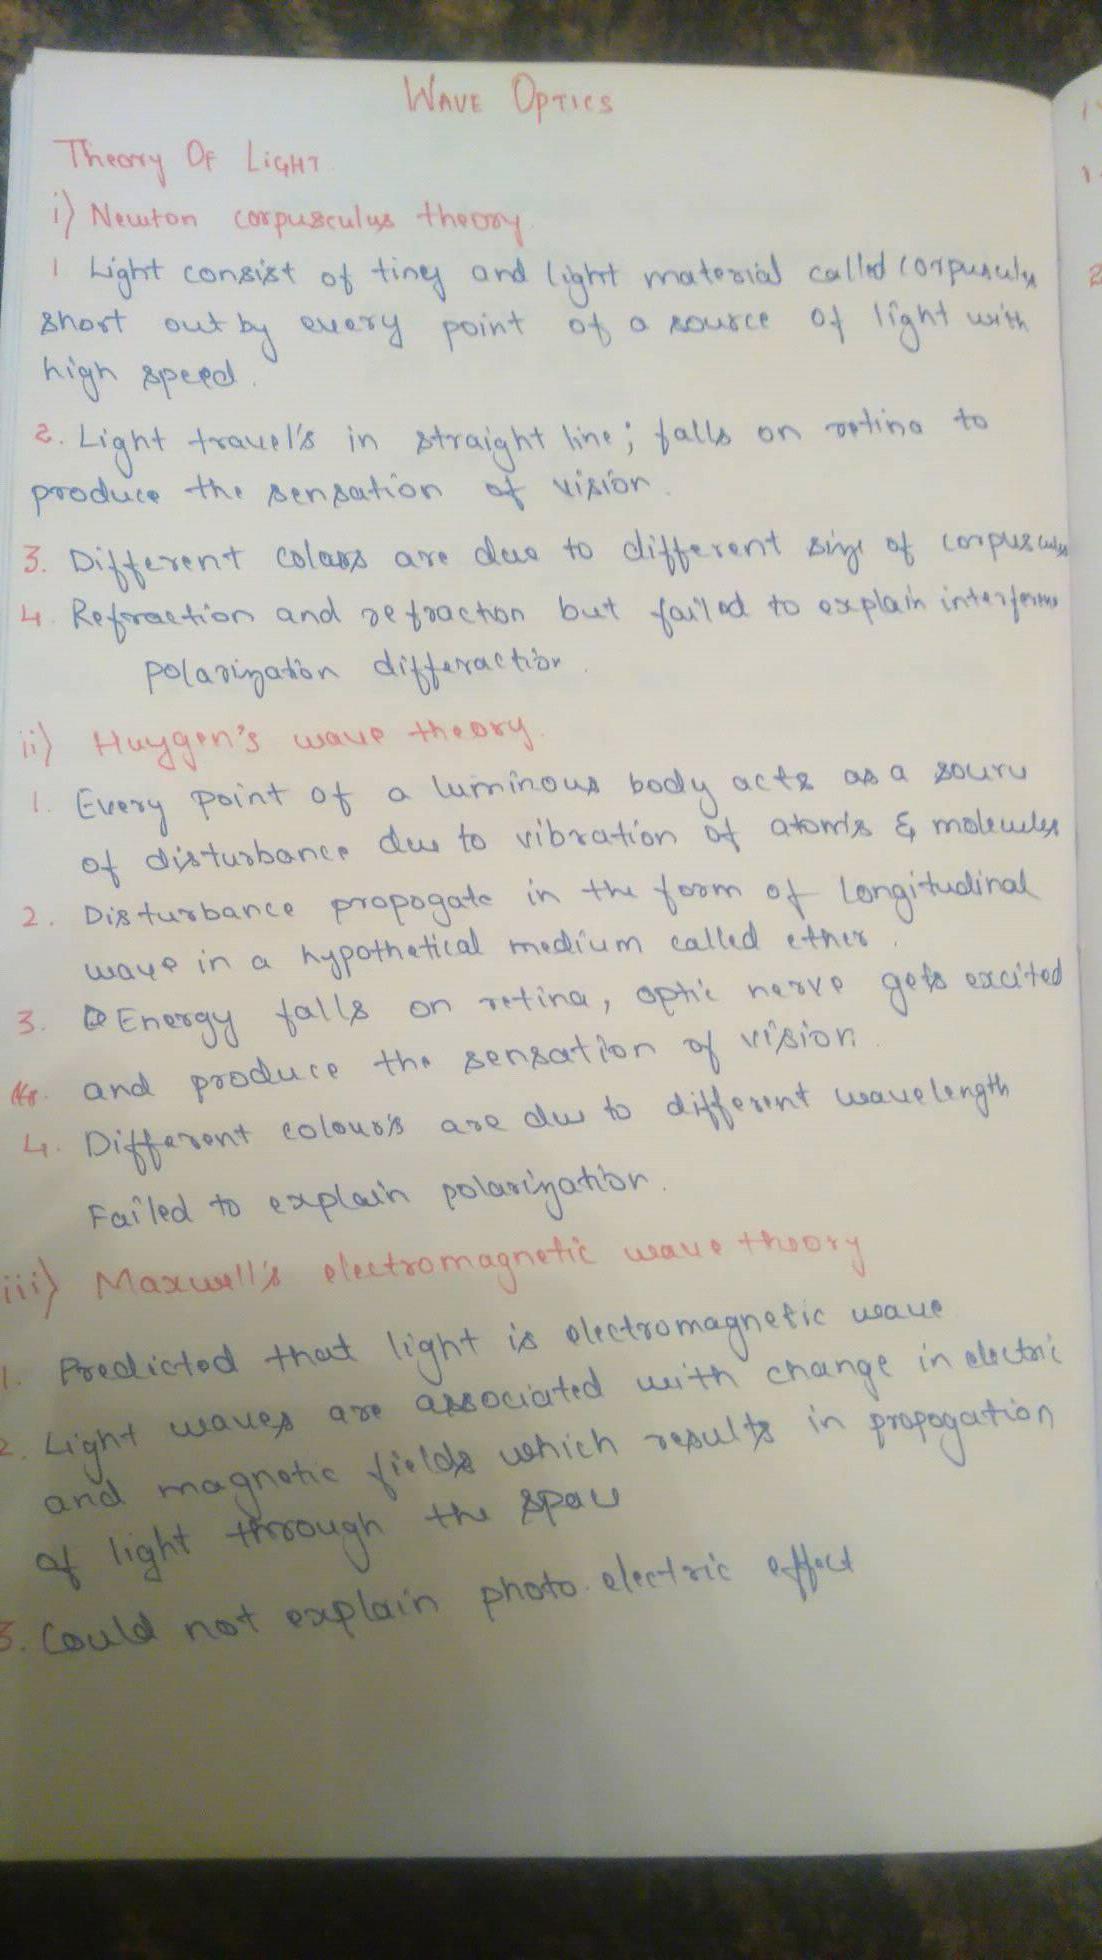 WAVE OPTICS
Theory OF LIGHT
i) Newton corpusculus theory
1 Light consist of tiney and light material called corpusculus
short out by every point of a source of light with
high speed.
2. Light travel's in straight line; falls on retina to
produce the sensation of vision.
3. Different colors are due to different size of corpusculus
4. Refraction and refraction but failed to explain interference
polarization differaction.
ii) Huygen's wave theory.
1. Every point of a luminous body acts as a source
of disturbance due to vibration of atom's & molecules
2. Disturbance propogate in the form of longitudinal
wave in a hypothetical medium called ether.
3. Energy falls on retina, optic nerve gets excited
and produce the sensation of vision.
4. Different colour's are due to different wavelength
Failed to explain polarization.
iii) Maxwell's electromagnetic wave theory
1. Predicted that light is electromagnetic wave
2. Light waves are associated with change in electric
and magnetic fields which results in propogation
of light through the space
3. Could not explain photo.electric effect